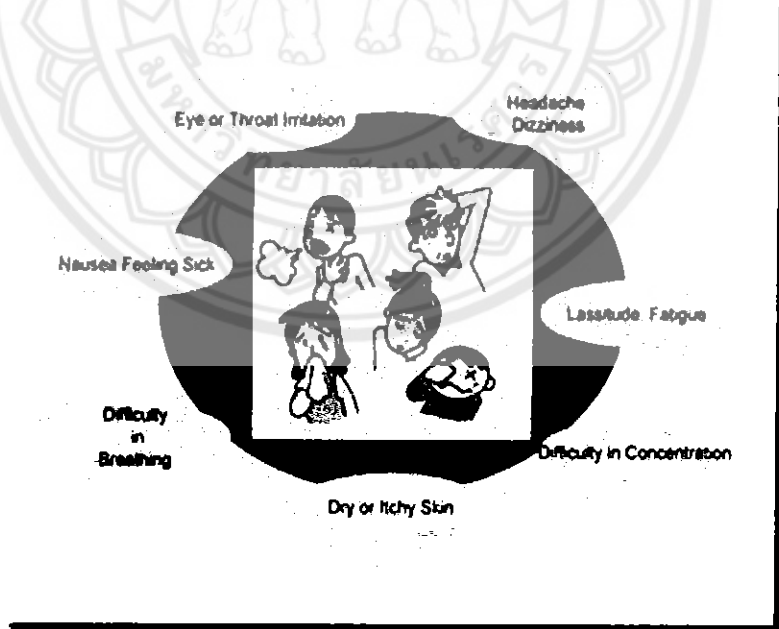 Eye or Throat Irritation
Headache
Dizziness
Nausea Feeling Sick
Lassitude Fatigue
Difficulty
in
Breathing
Difficulty in Concentration
Dry or Itchy Skin